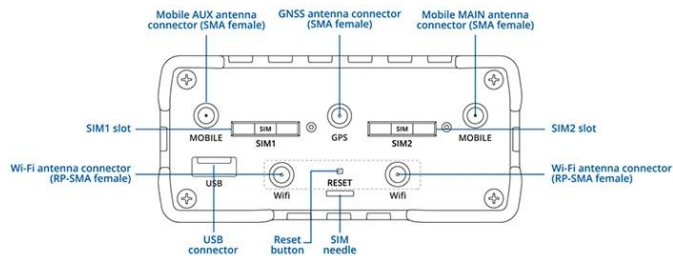 Mobile AUX antenna
connector (SMA female)
GNSS antenna connector
(SMA female)
Mobile MAIN antenna
connector (SMA female)
SIM1 slot
SIM
SIM
SIM2 slot
MOBILE
SIM1
GPS
SIM2
MOBILE
Wi-Fi antenna connector
(RP-SMA female)
Wi-Fi antenna connector
(RP-SMA female)
USB
Wifi
RESET
Wifi
USB
connector
Reset
button
SIM
needle